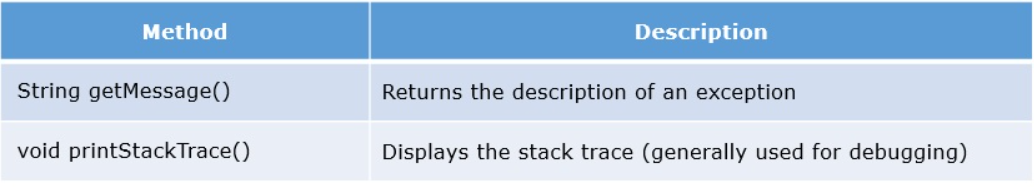 Method Description
String getMessage() Returns the description of an exception
void printStackTrace() Displays the stack trace (generally used for debugging)